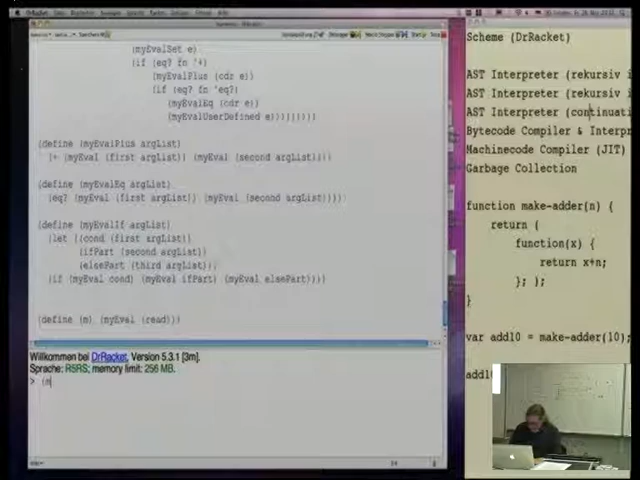 (myEvalSet e)
(if (eq? fn '+)
(myEvalPlus (cdr e))
(if (eq? fn 'eq?)
(myEvalEq (cdr e))
(myEvalUserDefined e)))))))))
(define (myEvalPlus argList)
(+ (myEval (first argList)) (myEval (second argList))))
(define (myEvalEq argList)
(eq? (myEval (first argList)) (myEval (second argList))))
(define (myEvalIf argList)
(let ((cond (first argList))
(ifPart (second argList))
(elsePart (third argList)))
(if (myEval cond) (myEval ifPart) (myEval elsePart))))
(define (m) (myEval (read)))
Willkommen bei DrRacket, Version 5.3.1 [3m].
Sprache: R5RS; memory limit: 256 MB.
> (m
Scheme (DrRacket)
AST Interpreter (rekursiv i
AST Interpreter (rekursiv i
AST Interpreter (continuati
Bytecode Compiler & Interpr
Machinecode Compiler (JIT)
Garbage Collection
function make-adder(n) {
return (
function(x) {
return x+n;
}; );
}
var add10 = make-adder(10);
add1